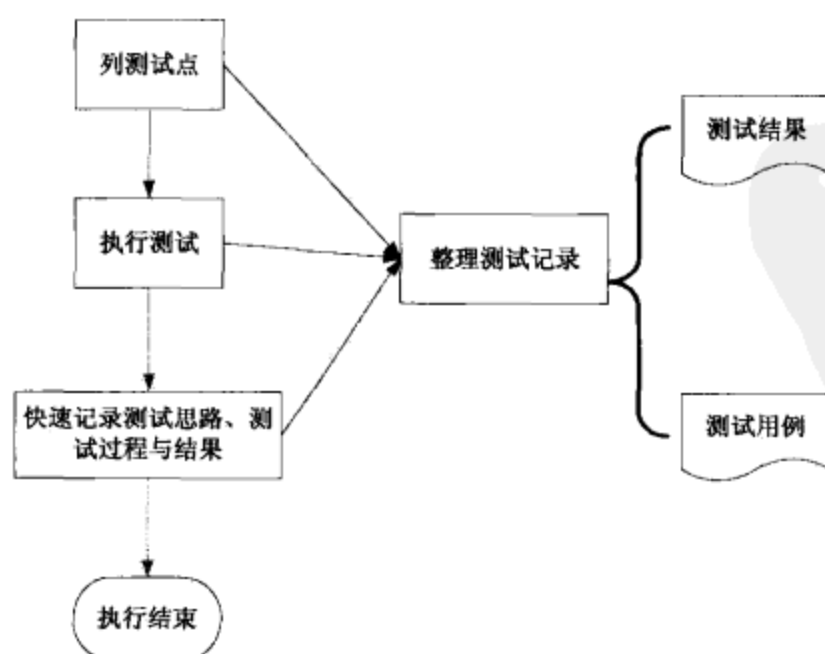 列测试点
执行测试
快速记录测试思路、测
试过程与结果
执行结束
整理测试记录
测试结果
测试用例